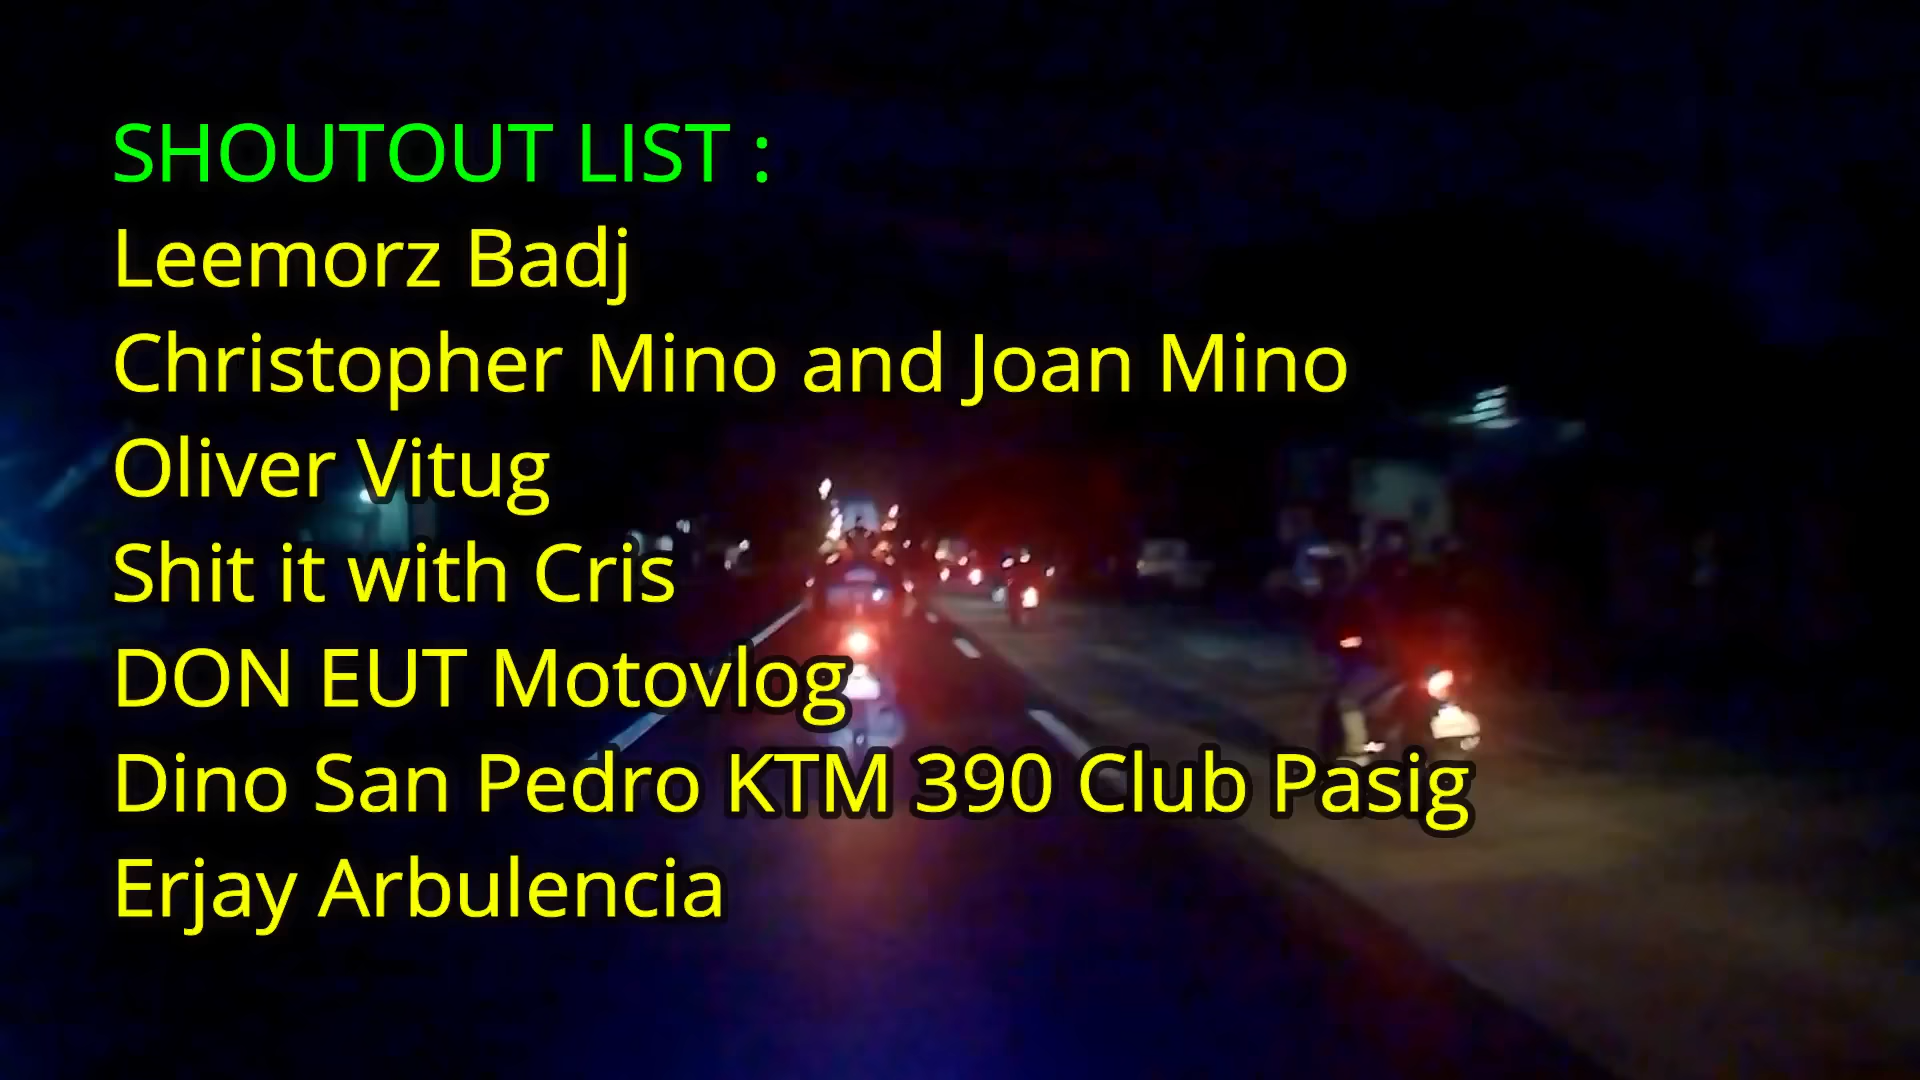 SHOUTOUT LIST :
Leemorz Badj
Christopher Mino and Joan Mino
Oliver Vitug
Shit it with Cris
DON EUT Motovlog
Dino San Pedro KTM 390 Club Pasig
Erjay Arbulencia